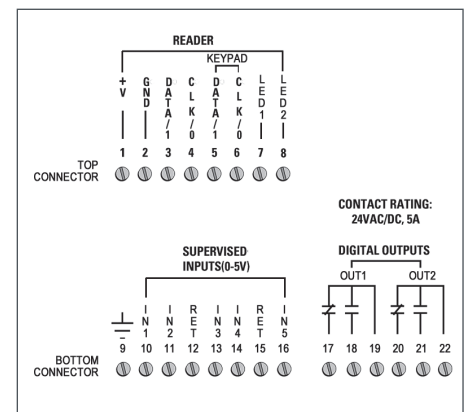 READER
KEYPAD
+V GND DATA/1 CLK/0 DATA/1 CLK/0 LED1 LED2
1 2 3 4 5 6 7 8
TOP
CONNECTOR
CONTACT RATING:
24VAC/DC, 5A
SUPERVISED
INPUTS(0-5V)
DIGITAL OUTPUTS
OUT1 OUT2
IN1 IN2 RET IN3 IN4 RET IN5
9 10 11 12 13 14 15 16 17 18 19 20 21 22
BOTTOM
CONNECTOR